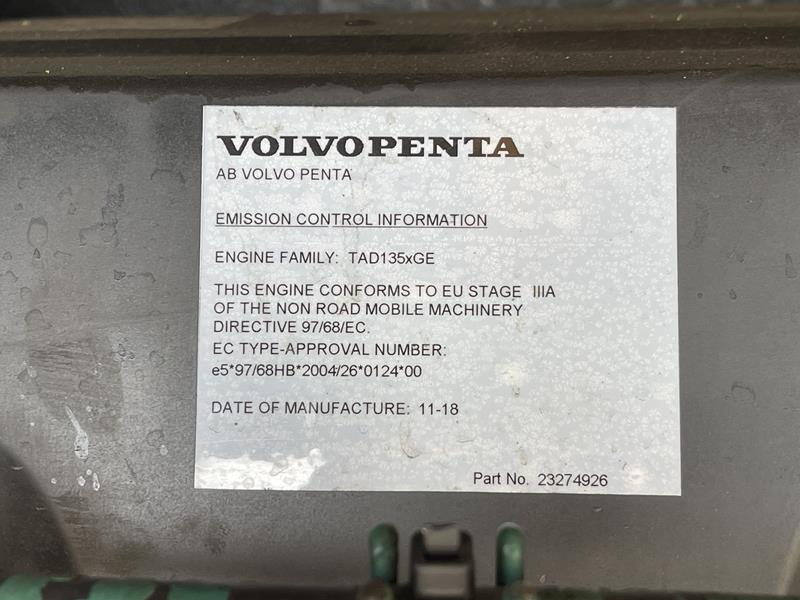 VOLVO PENTA
AB VOLVO PENTA
EMISSION CONTROL INFORMATION
ENGINE FAMILY: TAD135xGE
THIS ENGINE CONFORMS TO EU STAGE IIIA
OF THE NON ROAD MOBILE MACHINERY
DIRECTIVE 97/68/EC.
EC TYPE-APPROVAL NUMBER:
e5*97/68HB*2004/26*0124*00
DATE OF MANUFACTURE: 11-18
Part No. 23274926